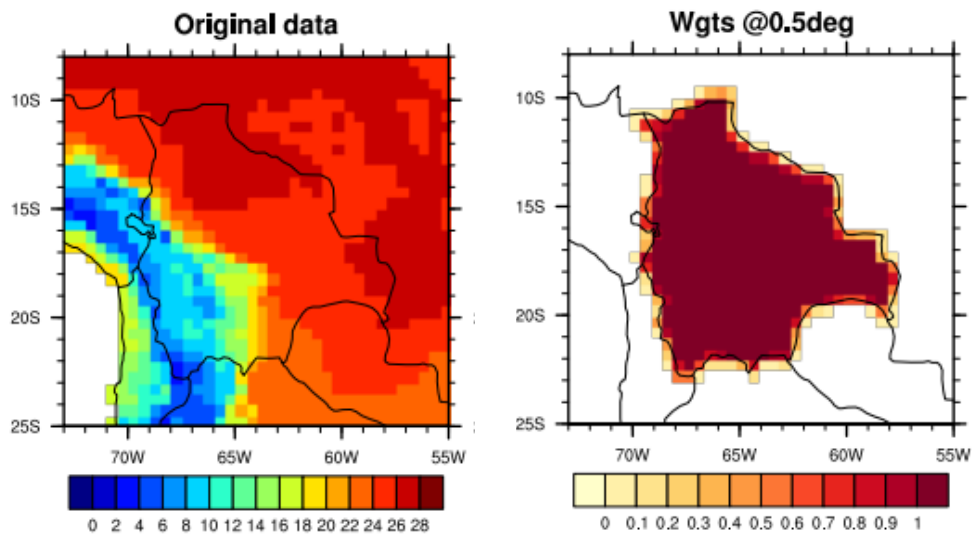 Original data
10S
15S
20S
25S
70W 65W 60W 55W
0 2 4 6 8 10 12 14 16 18 20 22 24 26 28
Wgts @0.5deg
10S
15S
20S
25S
70W 65W 60W 55W
0 0.1 0.2 0.3 0.4 0.5 0.6 0.7 0.8 0.9 1